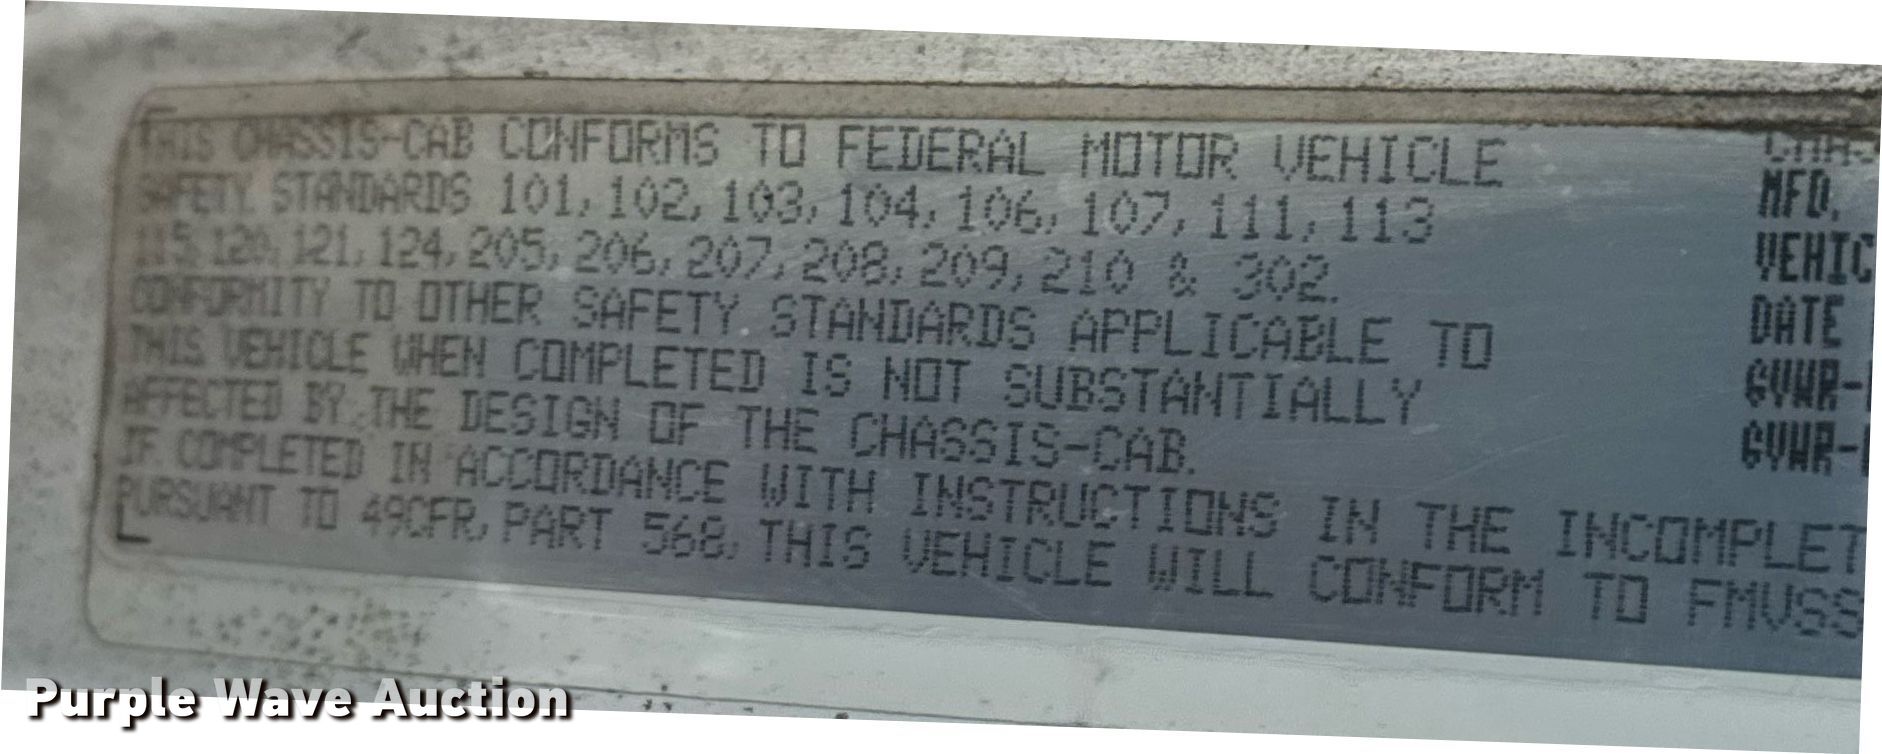 THIS CHASSIS-CAB CONFORMS TO FEDERAL MOTOR VEHICLE
SAFETY STANDARDS 101, 102, 103, 104, 106, 107, 111, 113
115, 120, 121, 124, 205, 206, 207, 208, 209, 210 & 302.
CONFORMITY TO OTHER SAFETY STANDARDS APPLICABLE TO
THIS VEHICLE WHEN COMPLETED IS NOT SUBSTANTIALLY
AFFECTED BY THE DESIGN OF THE CHASSIS-CAB.
IF COMPLETED IN ACCORDANCE WITH INSTRUCTIONS IN THE INCOMPLET
PURSUANT TO 49CFR, PART 568, THIS VEHICLE WILL CONFORM TO FMVSS
MFD.
VEHIC
DATE
GVWR-
GVWR-
Purple Wave Auction